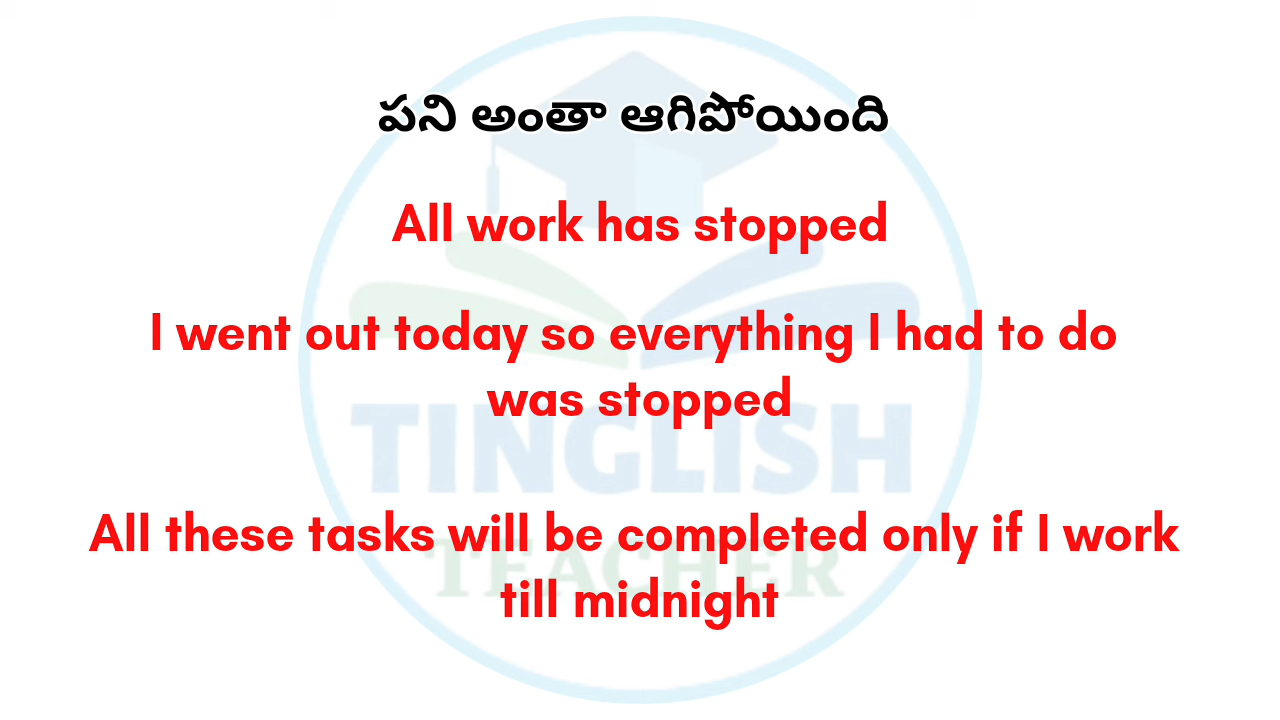 పని అంతా ఆగిపోయింది
All work has stopped
I went out today so everything I had to do
was stopped
TINGLISH
All these tasks will be completed only if I work
TEACHER
till midnight